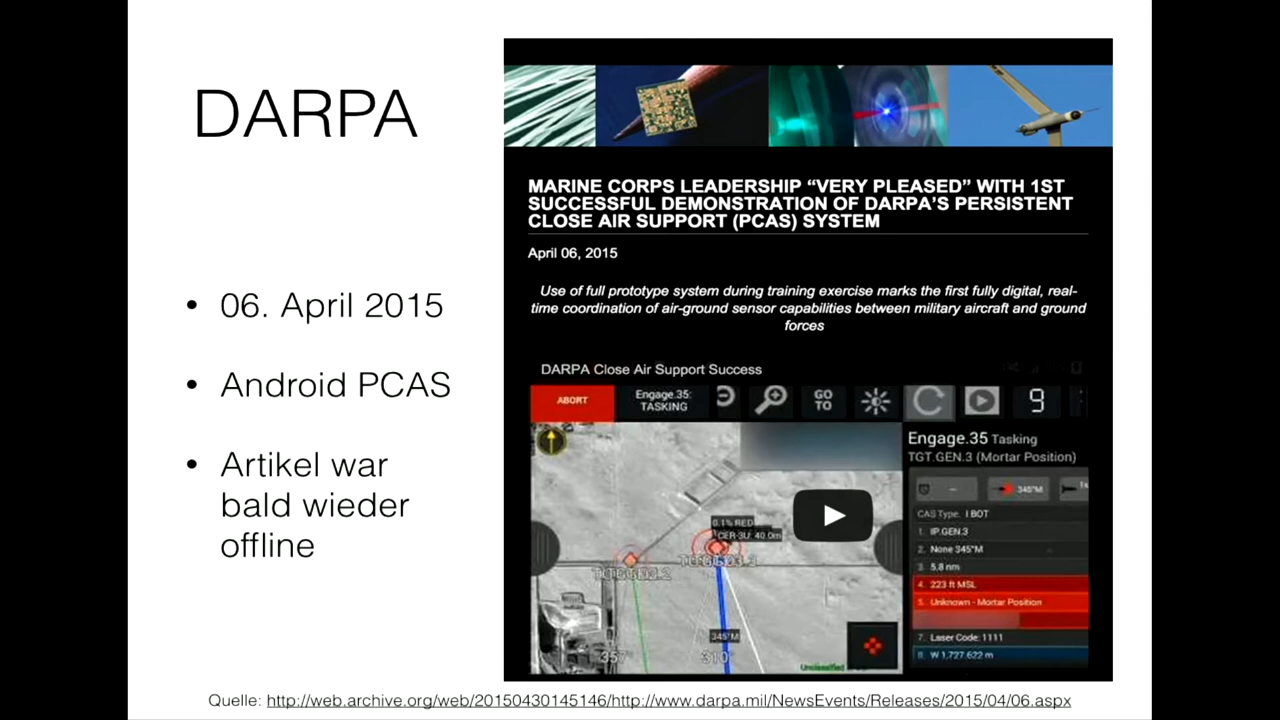 DARPA
• 06. April 2015
• Android PCAS
• Artikel war
bald wieder
offline
MARINE CORPS LEADERSHIP “VERY PLEASED” WITH 1ST
SUCCESSFUL DEMONSTRATION OF DARPA’S PERSISTENT
CLOSE AIR SUPPORT (PCAS) SYSTEM
April 06, 2015
Use of full prototype system during training exercise marks the first fully digital, real-
time coordination of air-ground sensor capabilities between military aircraft and ground
forces
DARPA Close Air Support Success
ABORT
Engage.35:
TASKING
GO
TO
9
Engage.35 Tasking
TGT.GEN.3 (Mortar Position)
345°M
CAS Type. I BOT
1. IP.GEN.3
2. None 345°M
3. 5.8 nm
4. 223 ft MSL
5. Unknown - Mortar Position
7. Laser Code: 1111
8. W 1,727.622 m
0.1% RED
CER-3U: 40.0m
345°M
357°
310°
Quelle: http://web.archive.org/web/20150430145146/http://www.darpa.mil/NewsEvents/Releases/2015/04/06.aspx